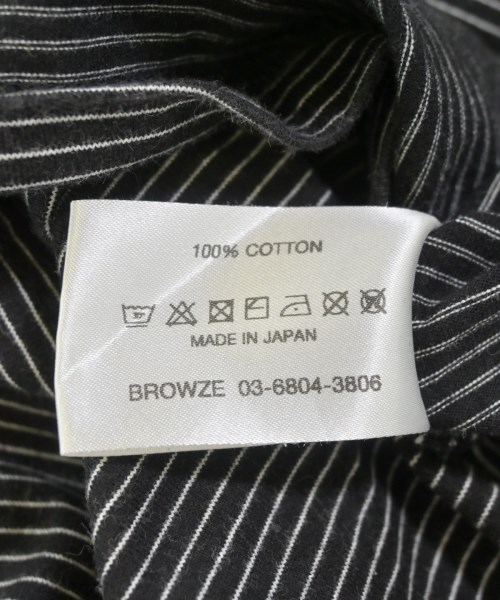 100% COTTON
MADE IN JAPAN
BROWZE 03-6804-3806